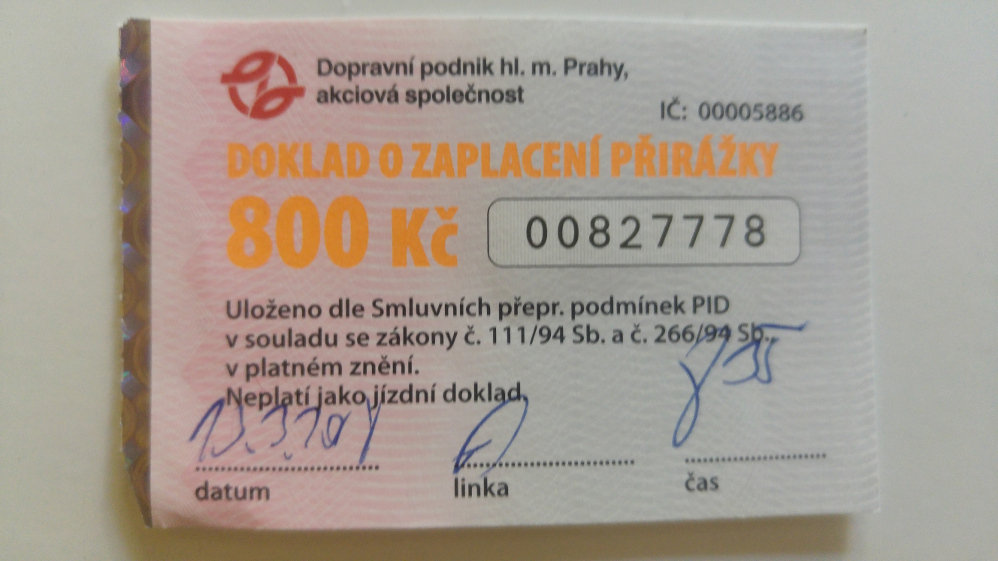 Dopravní podnik hl. m. Prahy,
akciová společnost
IČ: 00005886
DOKLAD O ZAPLACENÍ PŘIRÁŽKY
800 Kč
00827778
Uloženo dle Smluvních přepr. podmínek PID
v souladu se zákony č. 111/94 Sb. a č. 266/94 Sb.,
v platném znění.
Neplatí jako jízdní doklad.
datum
linka
čas